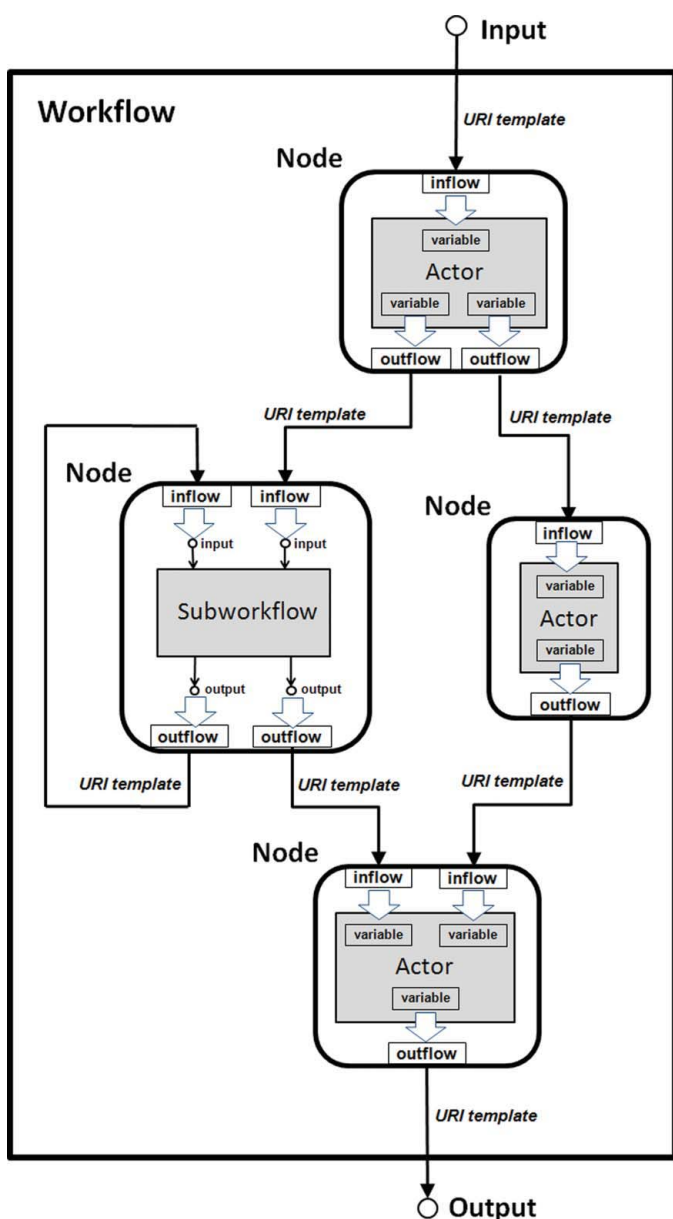 Input
Workflow
URI template
Node
inflow
variable
Actor
variable variable
outflow outflow
URI template URI template
Node
inflow inflow
input input
Subworkflow
output output
outflow outflow
Node
inflow
variable
Actor
variable
outflow
URI template URI template URI template
Node
inflow inflow
variable variable
Actor
variable
outflow
URI template
Output